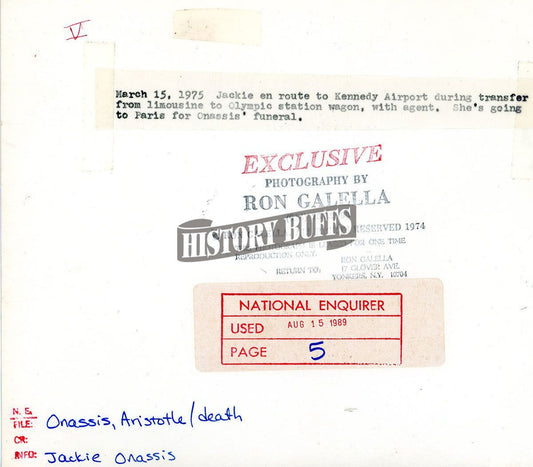 V
March 15, 1975 Jackie en route to Kennedy Airport during transfer
from limousine to Olympic station wagon, with agent. She's going
to Paris for Onassis' funeral.
EXCLUSIVE
PHOTOGRAPHY BY
RON GALELLA
RESERVED 1974
HISTORY BUFFS
FOR ONE TIME
REPRODUCTION ONLY.
RON GALELLA
RETURN TO: 17 GLOVER AVE.
YONKERS, N.Y. 10704
NATIONAL ENQUIRER
USED AUG 15 1989
PAGE 5
N.E.
FILE: Onassis, Aristotle/death
CR:
INFO: Jackie Onassis